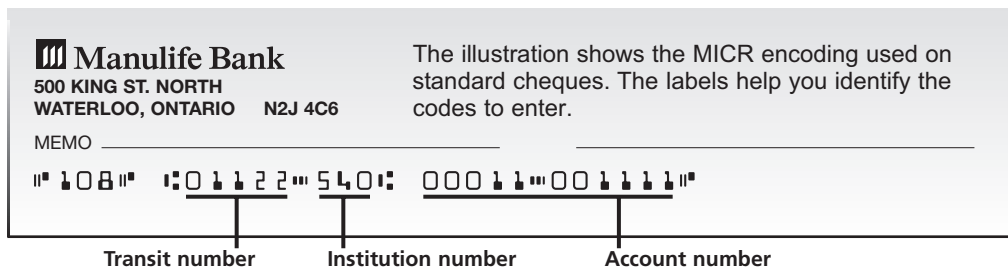 Manulife Bank
500 KING ST. NORTH
WATERLOO, ONTARIO N2J 4C6
The illustration shows the MICR encoding used on
standard cheques. The labels help you identify the
codes to enter.
MEMO
⑈108⑈ ⑆01122⑉540⑆ 00011⑉001111⑈
Transit number Institution number Account number